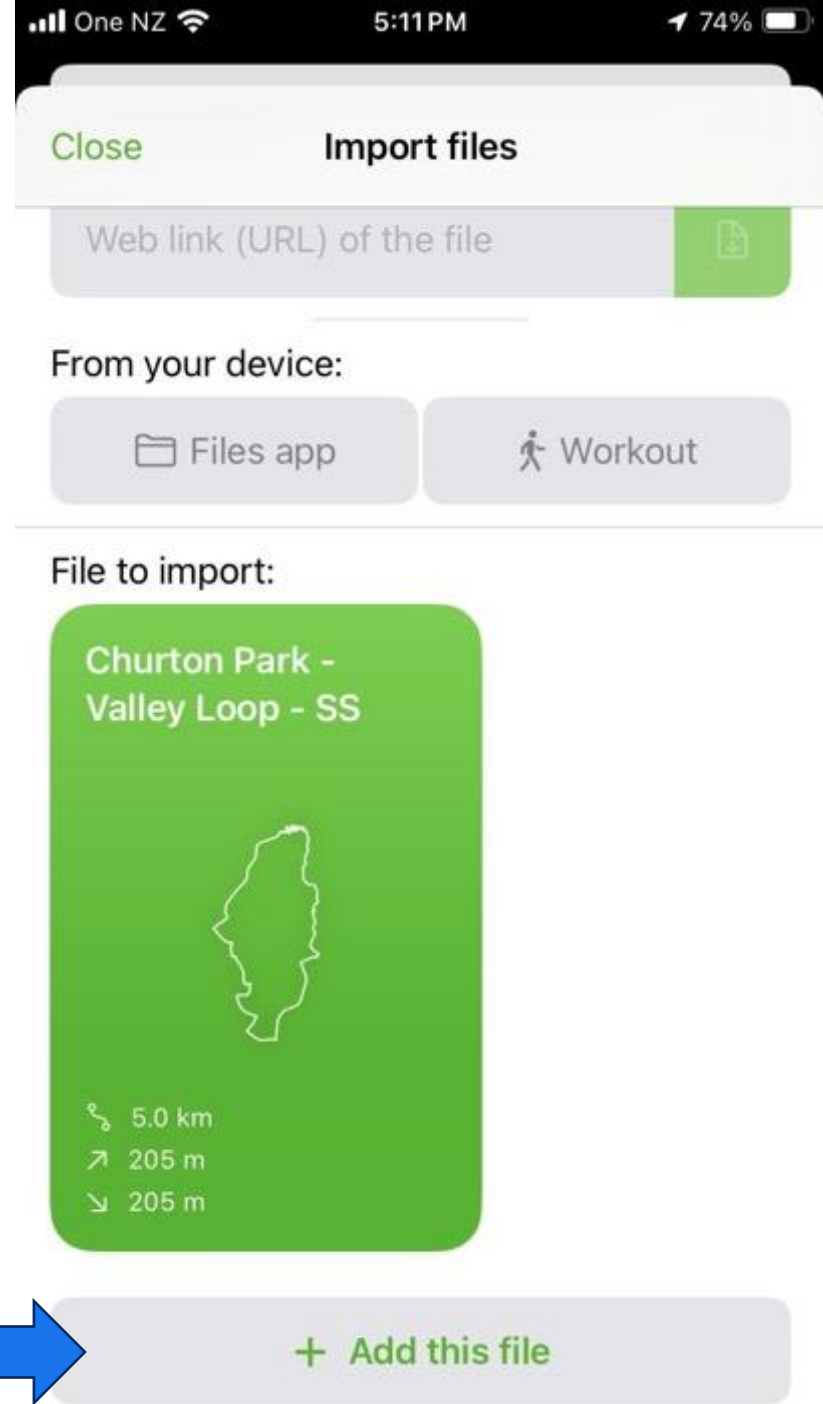 One NZ 5:11 PM 74%
Close Import files
Web link (URL) of the file
From your device:
Files app Workout
File to import:
Churton Park -
Valley Loop - SS
5.0 km
205 m
205 m
+ Add this file